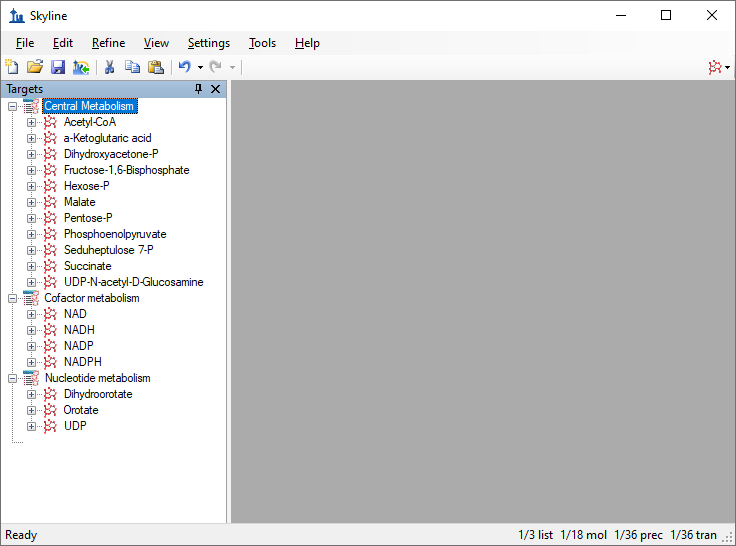 Skyline
File Edit Refine View Settings Tools Help
Targets
Central Metabolism
Acetyl-CoA
a-Ketoglutaric acid
Dihydroxyacetone-P
Fructose-1,6-Bisphosphate
Hexose-P
Malate
Pentose-P
Phosphoenolpyruvate
Seduheptulose 7-P
Succinate
UDP-N-acetyl-D-Glucosamine
Cofactor metabolism
NAD
NADH
NADP
NADPH
Nucleotide metabolism
Dihydroorotate
Orotate
UDP
Ready 1/3 list 1/18 mol 1/36 prec 1/36 tran